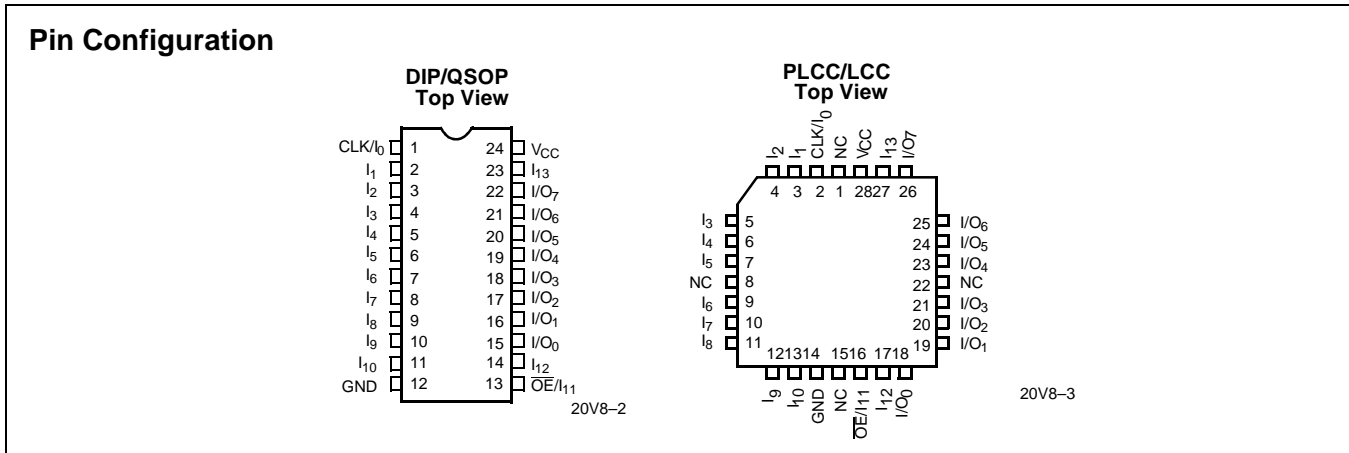 Pin Configuration
DIP/QSOP
Top View
CLK/I0 1 24 VCC
I1 2 23 I13
I2 3 22 I/O7
I3 4 21 I/O6
I4 5 20 I/O5
I5 6 19 I/O4
I6 7 18 I/O3
I7 8 17 I/O2
I8 9 16 I/O1
I9 10 15 I/O0
I10 11 14 I12
GND 12 13 OE/I11
20V8–2
PLCC/LCC
Top View
I2 I1 CLK/I0 NC VCC I13 I/O7
4 3 2 1 28 27 26
I3 5 25 I/O6
I4 6 24 I/O5
I5 7 23 I/O4
NC 8 22 NC
I6 9 21 I/O3
I7 10 20 I/O2
I8 11 19 I/O1
12 13 14 15 16 17 18
I9 I10 GND NC OE/I11 I12 I/O0
20V8–3